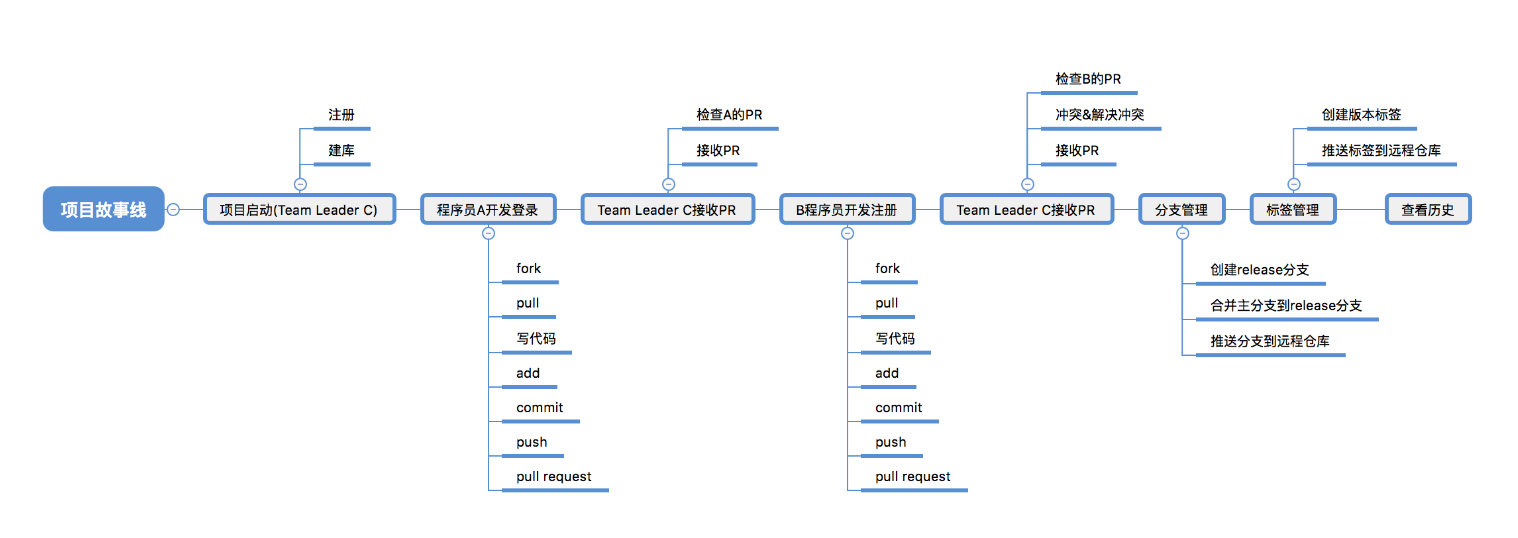 项目故事线
项目启动(Team Leader C)
注册
建库
程序员A开发登录
fork
pull
写代码
add
commit
push
pull request
Team Leader C接收PR
检查A的PR
接收PR
B程序员开发注册
fork
pull
写代码
add
commit
push
pull request
Team Leader C接收PR
检查B的PR
冲突&解决冲突
接收PR
分支管理
创建release分支
合并主分支到release分支
推送分支到远程仓库
标签管理
创建版本标签
推送标签到远程仓库
查看历史